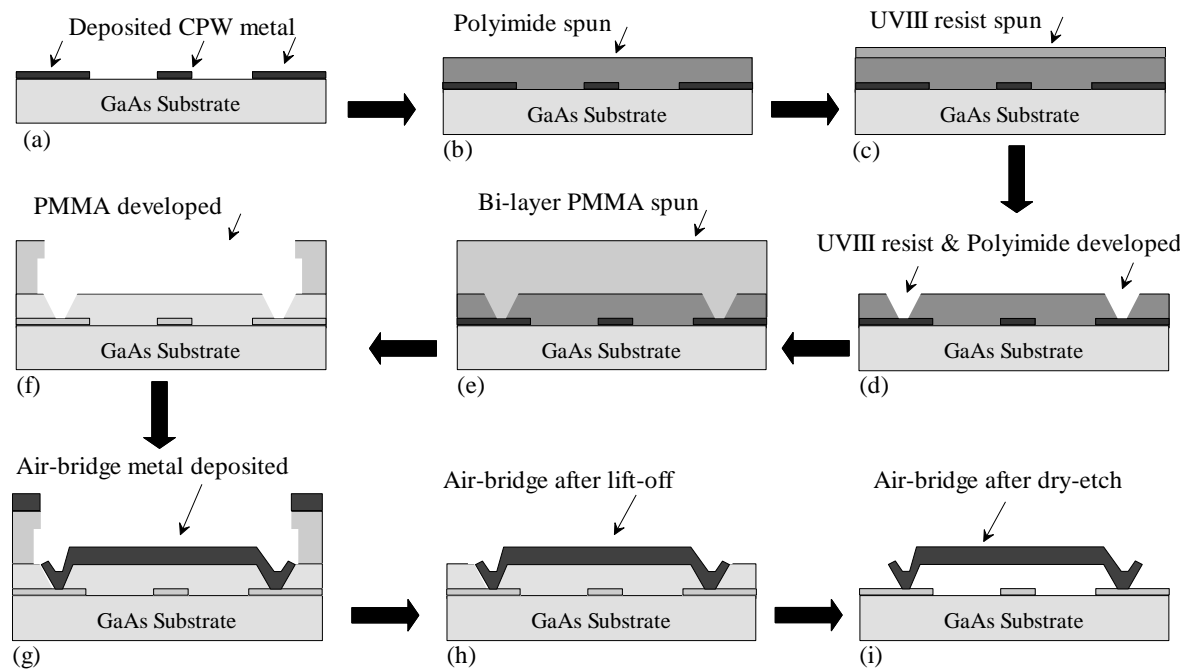 Deposited CPW metal
GaAs Substrate
(a)
Polyimide spun
GaAs Substrate
(b)
UVIII resist spun
GaAs Substrate
(c)
UVIII resist & Polyimide developed
GaAs Substrate
(d)
Bi-layer PMMA spun
GaAs Substrate
(e)
PMMA developed
GaAs Substrate
(f)
Air-bridge metal deposited
GaAs Substrate
(g)
Air-bridge after lift-off
GaAs Substrate
(h)
Air-bridge after dry-etch
GaAs Substrate
(i)